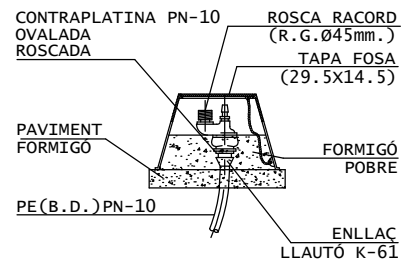 CONTRAPLATINA PN-10
OVALADA
ROSCADA
ROSCA RACORD
(R.G.Ø45mm.)
TAPA FOSA
(29.5X14.5)
PAVIMENT
FORMIGÓ
FORMIGÓ
POBRE
PE(B.D.)PN-10
ENLLAÇ
LLAUTÓ K-61